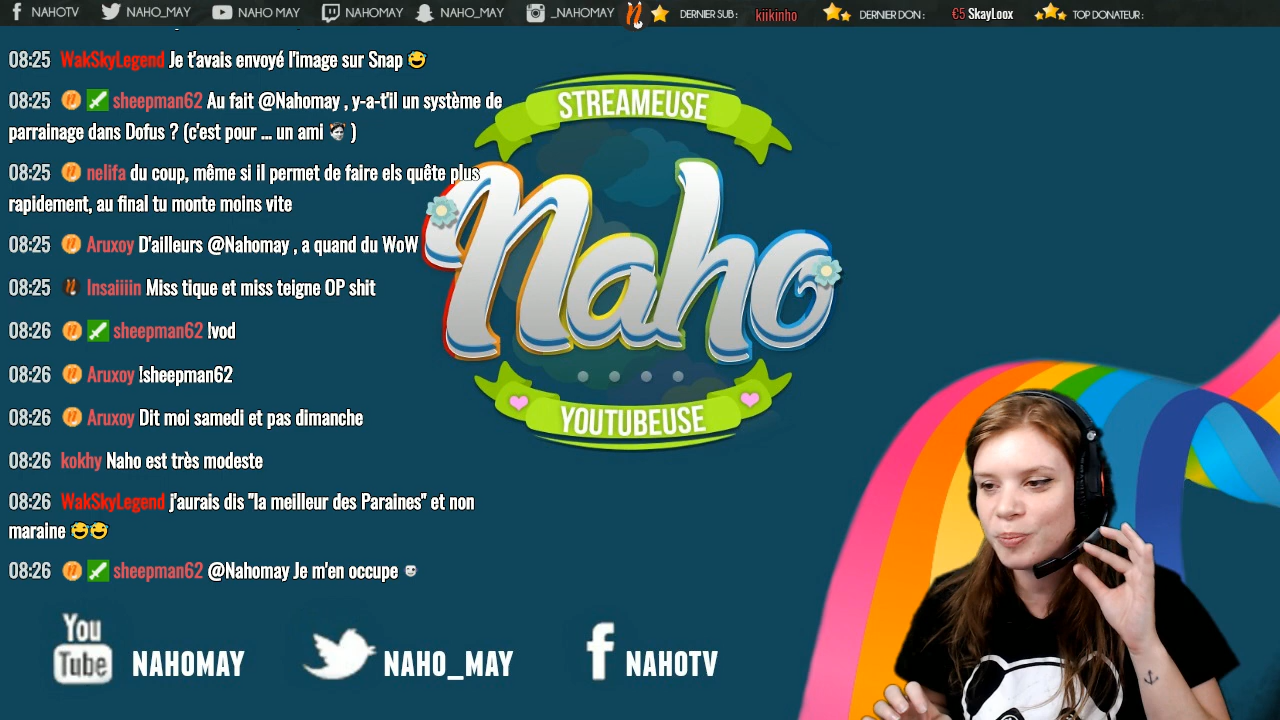 NAHOTV NAHO_MAY NAHO MAY NAHOMAY NAHO_MAY _NAHOMAY DERNIER SUB : kiikinho DERNIER DON : €5 SkayLoox TOP DONATEUR :
08:25 WakSkyLegend Je t'avais envoyé l'Image sur Snap
08:25 sheepman62 Au fait @Nahomay , y-a-t'il un système de
parrainage dans Dofus ? (c'est pour ... un ami )
08:25 nelifa du coup, même si il permet de faire els quête plus
rapidement, au final tu monte moins vite
08:25 Aruxoy D'ailleurs @Nahomay , a quand du WoW
08:25 Insaiiiin Miss tique et miss teigne OP shit
08:26 sheepman62 !vod
08:26 Aruxoy !sheepman62
08:26 Aruxoy Dit moi samedi et pas dimanche
08:26 kokhy Naho est très modeste
08:26 WakSkyLegend j'aurais dis "la meilleur des Paraines" et non
maraine
08:26 sheepman62 @Nahomay Je m'en occupe
STREAMEUSE
Naho
YOUTUBEUSE
You
Tube NAHOMAY NAHO_MAY NAHOTV